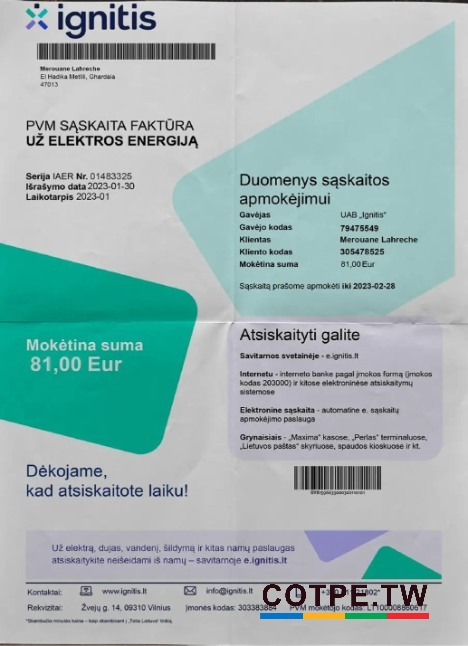 ignitis
Merouane Lahreche
El Hadika Metlili, Ghardaia
47013
PVM SĄSKAITA FAKTŪRA
UŽ ELEKTROS ENERGIJĄ
Serija IAER Nr. 01483325
Išrašymo data 2023-01-30
Laikotarpis 2023-01
Duomenys sąskaitos
apmokėjimui
Gavėjas UAB „Ignitis"
Gavėjo kodas 79475549
Klientas Merouane Lahreche
Kliento kodas 305478525
Mokėtina suma 81,00 Eur
Sąskaitą prašome apmokėti iki 2023-02-28
Mokėtina suma
81,00 Eur
Atsiskaityti galite
Savitarnos svetainėje - e.ignitis.lt
Internetu - interneto banke pagal įmokos formą (įmokos
kodas 203000) ir kitose elektroninėse atsiskaitymų
sistemose
Elektroninė sąskaita - automatine e. sąskaitų
apmokėjimo paslauga
Grynaisiais - „Maxima" kasose, „Perlas" terminaluose,
„Lietuvos paštas" skyriuose, spaudos kioskuose ir kt.
Dėkojame,
kad atsiskaitote laiku!
Už elektrą, dujas, vandenį, šildymą ir kitas namų paslaugas
atsiskaitykite neišeidami iš namų – savitarnoje e.ignitis.lt
Kontaktai: www.ignitis.lt info@ignitis.lt
COTPE.TW
Rekvizitai: Žvejų g. 14, 09310 Vilnius Įmonės kodas: 303383884 PVM mokėtojo kodas: LT100008860617